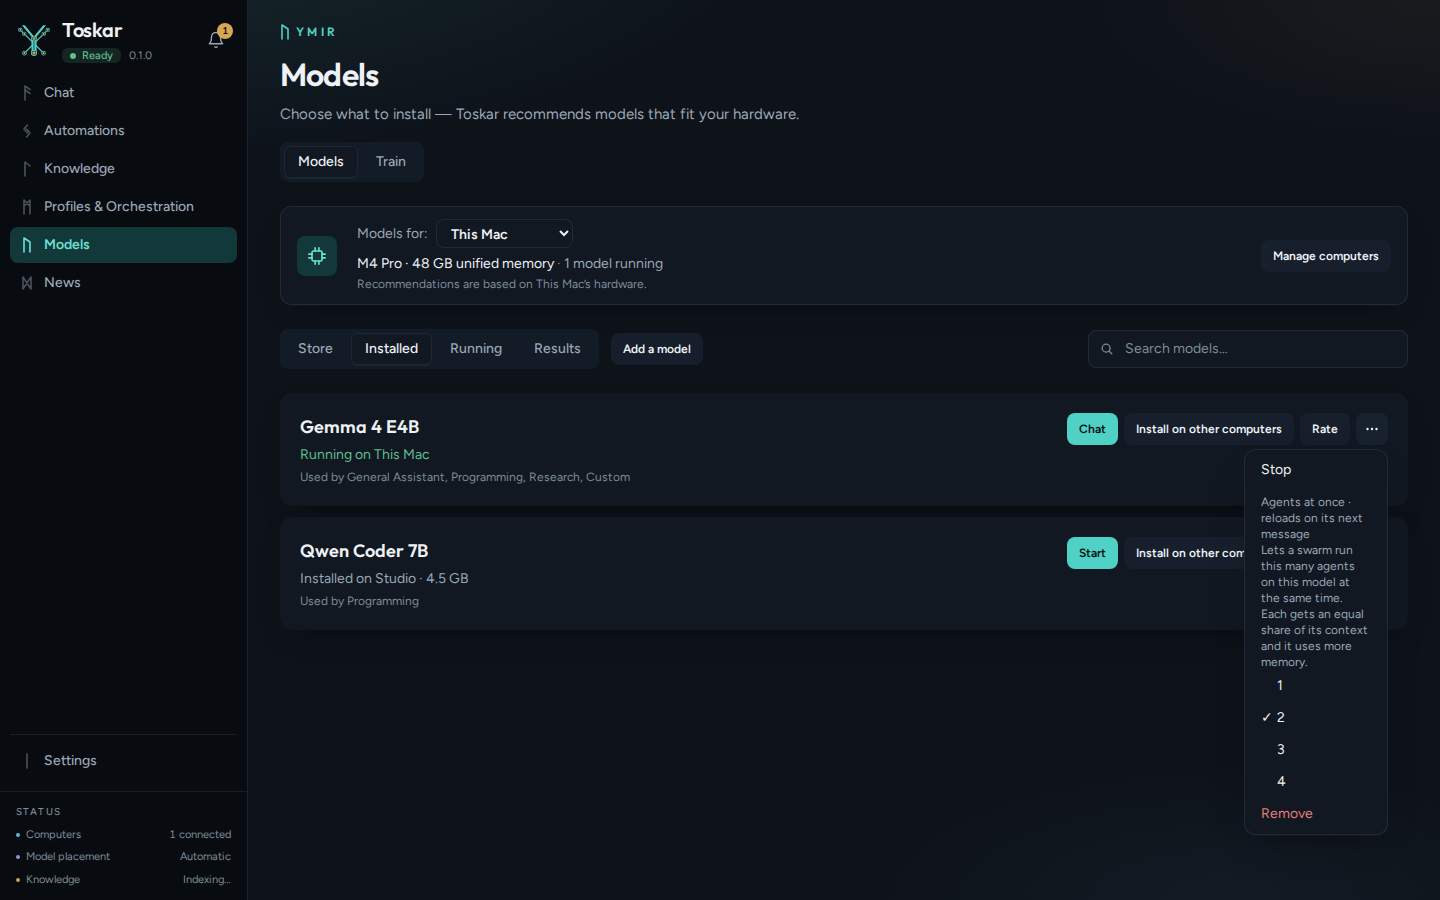 Toskar
Ready 0.1.0
1
Chat
Automations
Knowledge
Profiles & Orchestration
Models
News
Settings
STATUS
Computers 1 connected
Model placement Automatic
Knowledge Indexing...
YMIR
Models
Choose what to install — Toskar recommends models that fit your hardware.
Models Train
Models for: This Mac
M4 Pro · 48 GB unified memory · 1 model running
Recommendations are based on This Mac's hardware.
Manage computers
Store Installed Running Results Add a model Search models...
Gemma 4 E4B
Running on This Mac
Used by General Assistant, Programming, Research, Custom
Chat Install on other computers Rate ...
Qwen Coder 7B
Installed on Studio · 4.5 GB
Used by Programming
Start Install on other com
Stop
Agents at once ·
reloads on its next
message
Lets a swarm run
this many agents
on this model at
the same time.
Each gets an equal
share of its context
and it uses more
memory.
1
✓ 2
3
4
Remove